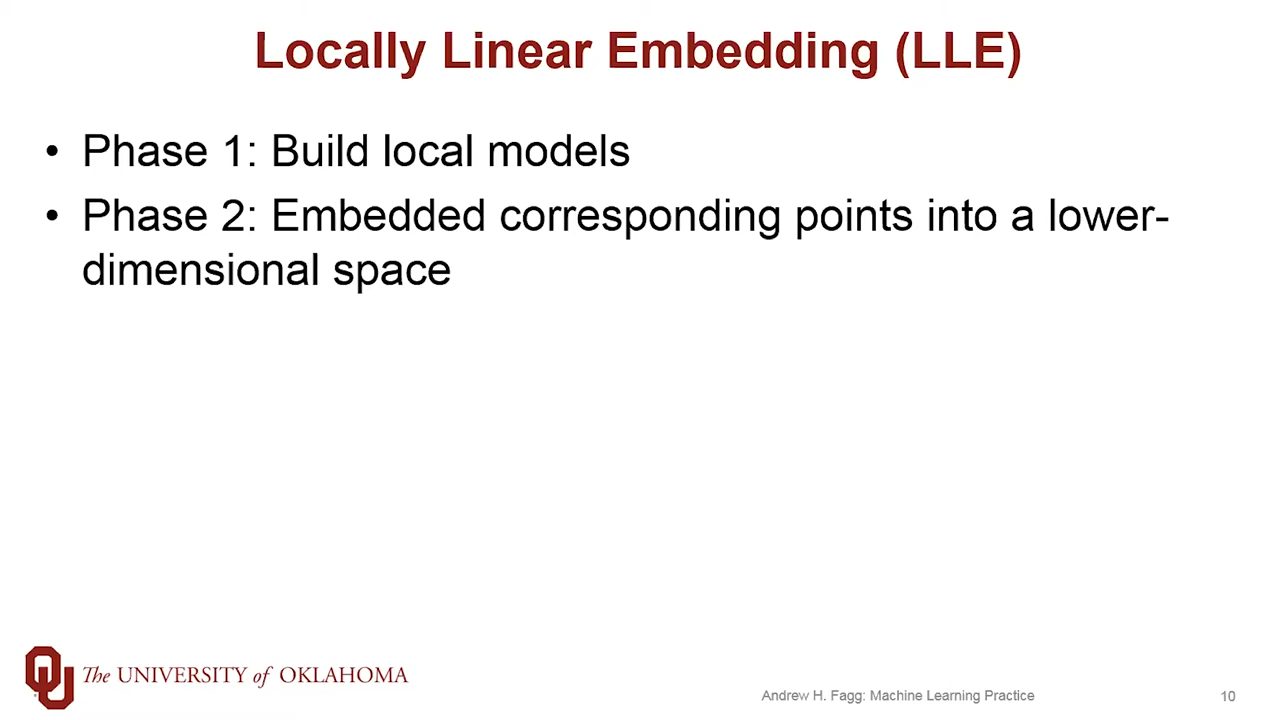 Locally Linear Embedding (LLE)
• Phase 1: Build local models
• Phase 2: Embedded corresponding points into a lower-
dimensional space
The UNIVERSITY of OKLAHOMA
Andrew H. Fagg: Machine Learning Practice
10